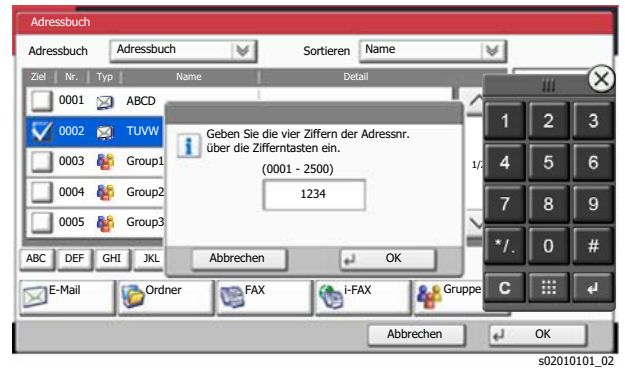 Adressbuch
Adressbuch Adressbuch Sortieren Name
Ziel Nr. Typ Name Detail
0001 ABCD
0002 TUVW
0003 Group1
0004 Group2
0005 Group3
Geben Sie die vier Ziffern der Adressnr.
über die Zifferntasten ein.
(0001 - 2500)
1234
Abbrechen OK
1/
ABC DEF GHI JKL
E-Mail Ordner FAX i-FAX Gruppe
Abbrechen OK
1 2 3
4 5 6
7 8 9
*/. 0 #
C
s02010101_02